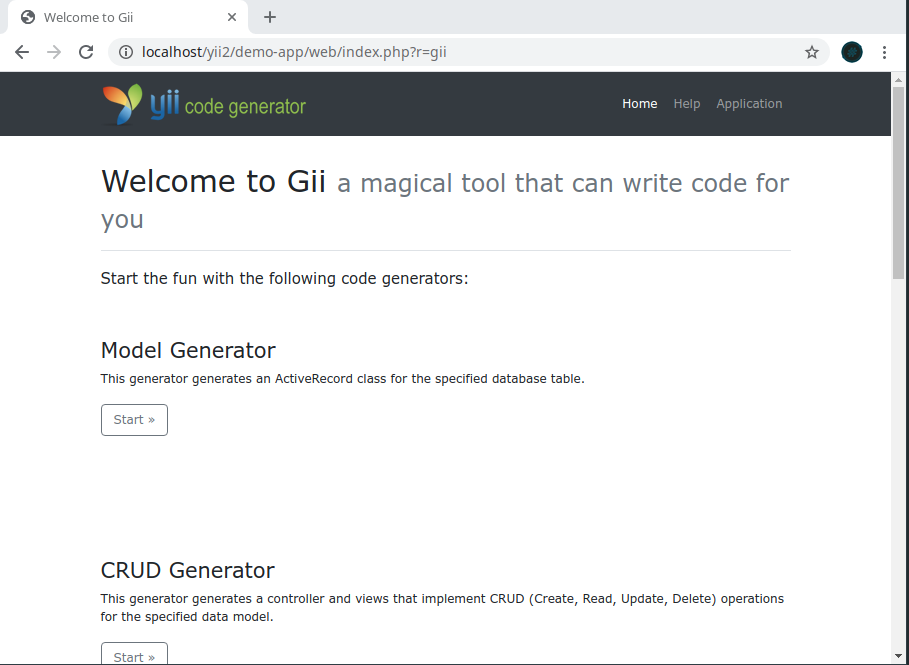 Welcome to Gii
localhost/yii2/demo-app/web/index.php?r=gii
yii code generator
Home Help Application
Welcome to Gii a magical tool that can write code for
you
Start the fun with the following code generators:
Model Generator
This generator generates an ActiveRecord class for the specified database table.
Start »
CRUD Generator
This generator generates a controller and views that implement CRUD (Create, Read, Update, Delete) operations
for the specified data model.
Start »